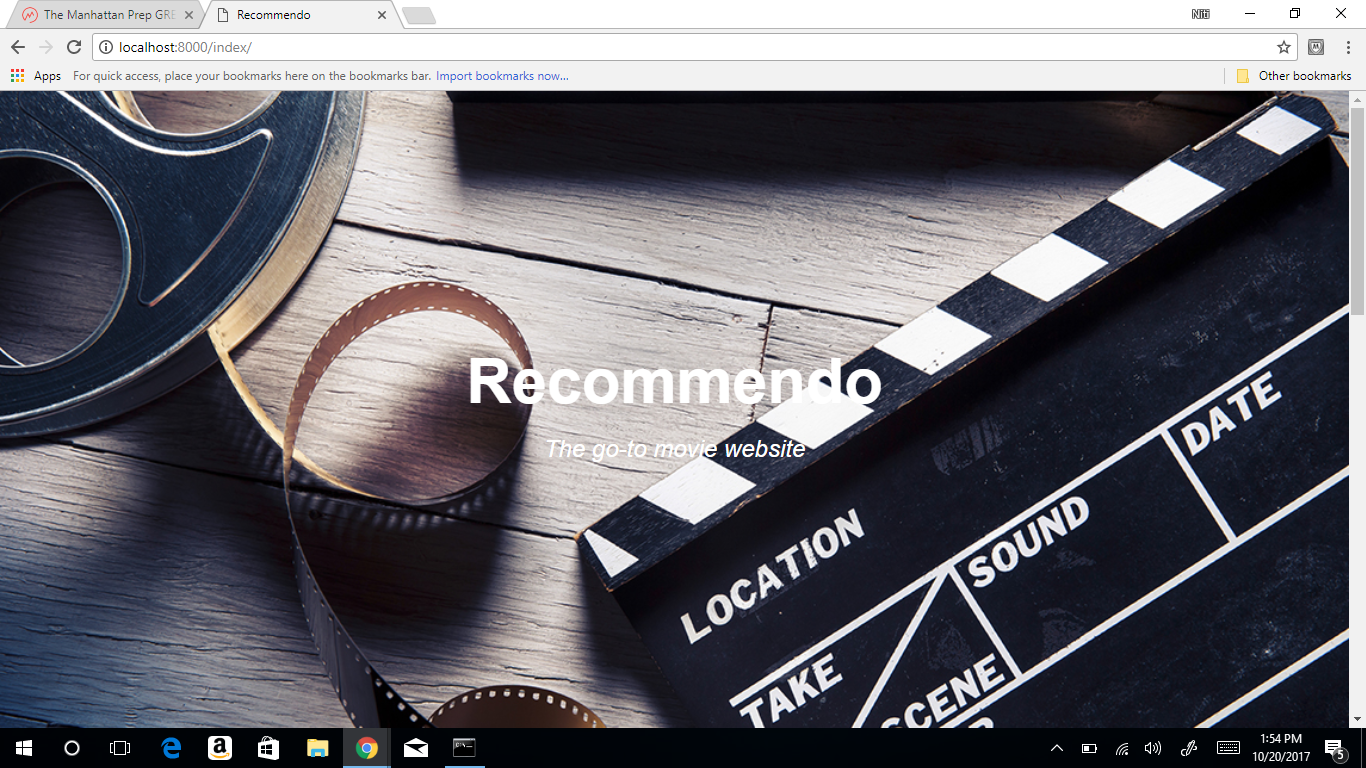 The Manhattan Prep GRE
Recommendo
Niti
localhost:8000/index/
Apps
For quick access, place your bookmarks here on the bookmarks bar. Import bookmarks now...
Other bookmarks
Recommendo
The go-to movie website
DATE
SOUND
LOCATION
TAKE
SCENE
1:54 PM
10/20/2017
5